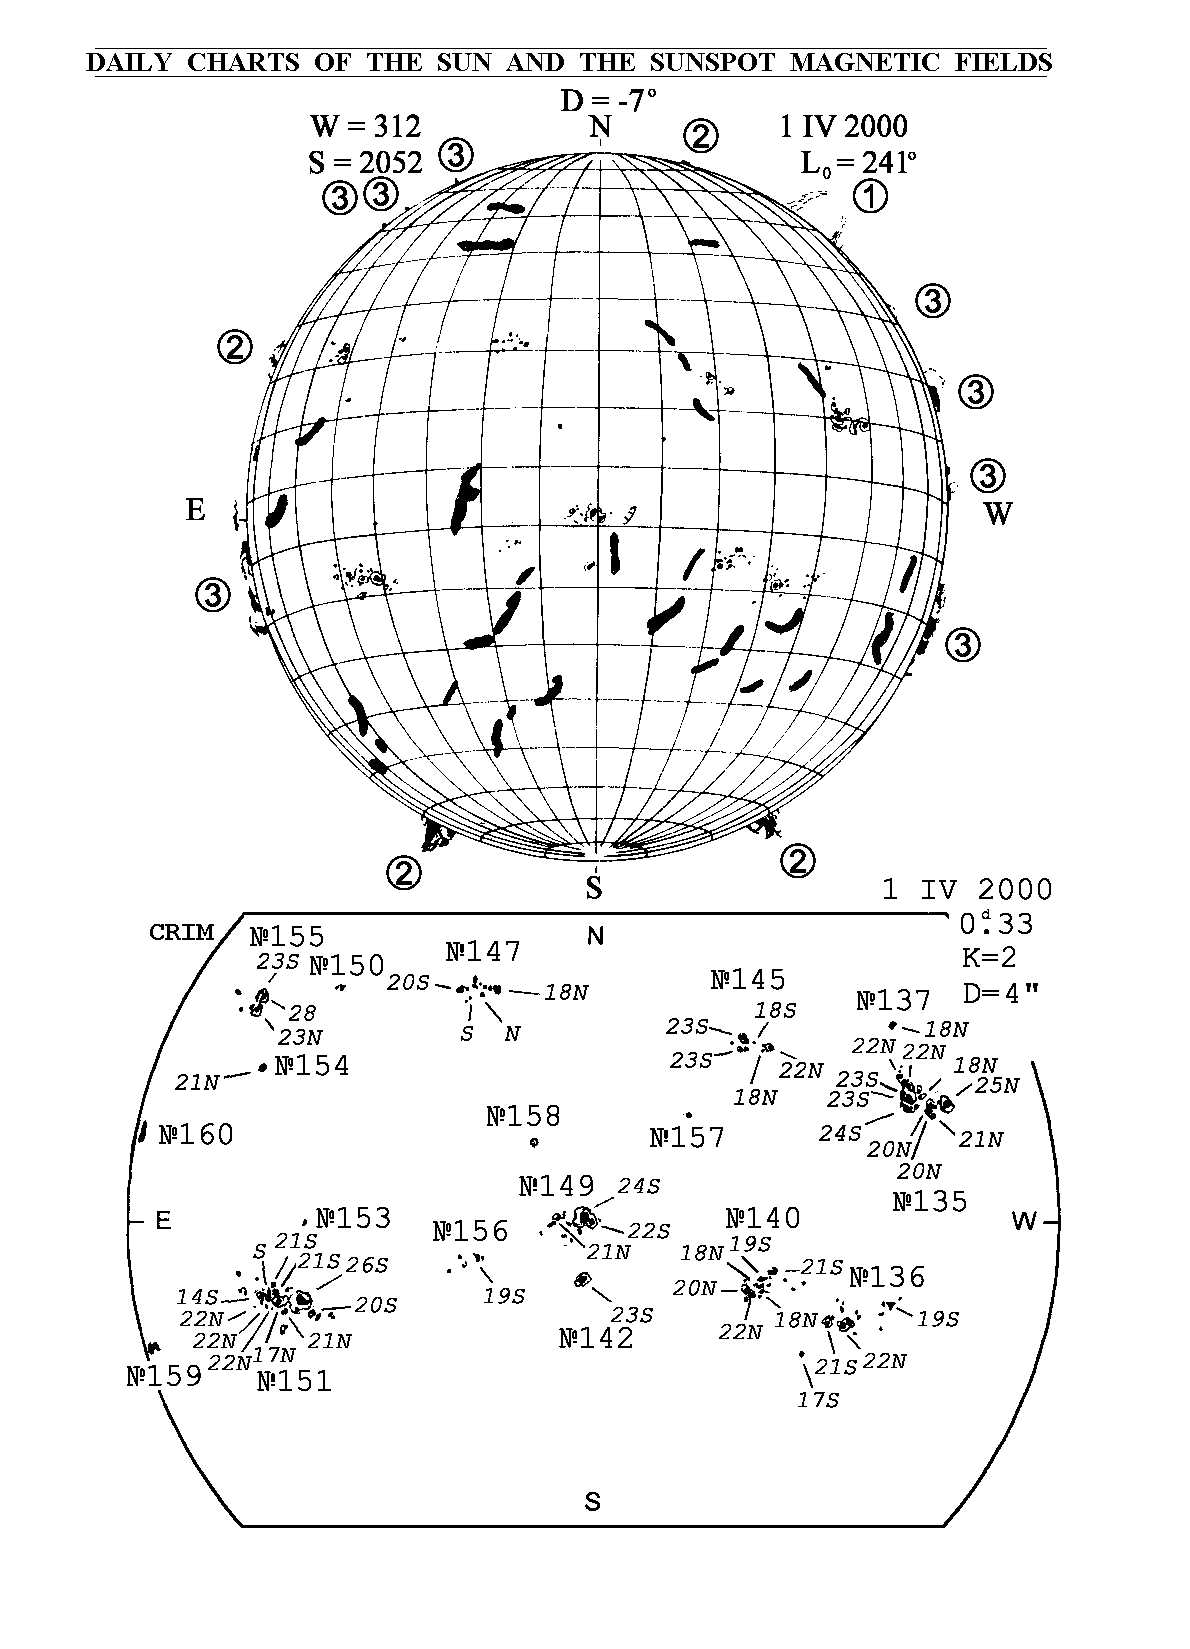 DAILY CHARTS OF THE SUN AND THE SUNSPOT MAGNETIC FIELDS
D = -7°
W = 312
N
1 IV 2000
S = 2052
L₀ = 241°
③
②
③ ③
①
③
②
③
③
E
W
③
③
②
②
S
1 IV 2000
CRIM
N
0ᵈ.33
K=2
D=4"
№155
23S
28
23N
№150
№147
20S
18N
S
N
№145
18S
23S
23S
22N
18N
№137
18N
22N
22N
18N
23S
25N
23S
24S
21N
20N
20N
№135
№154
21N
№160
№158
№157
№149
24S
22S
21N
E
№153
№156
19S
№140
W
18N
19S
21S
20N
22N
18N
№136
19S
21S
22N
17S
S
21S
21S
26S
14S
20S
22N
22N
22N
17N
21N
№151
№159
23S
№142
S